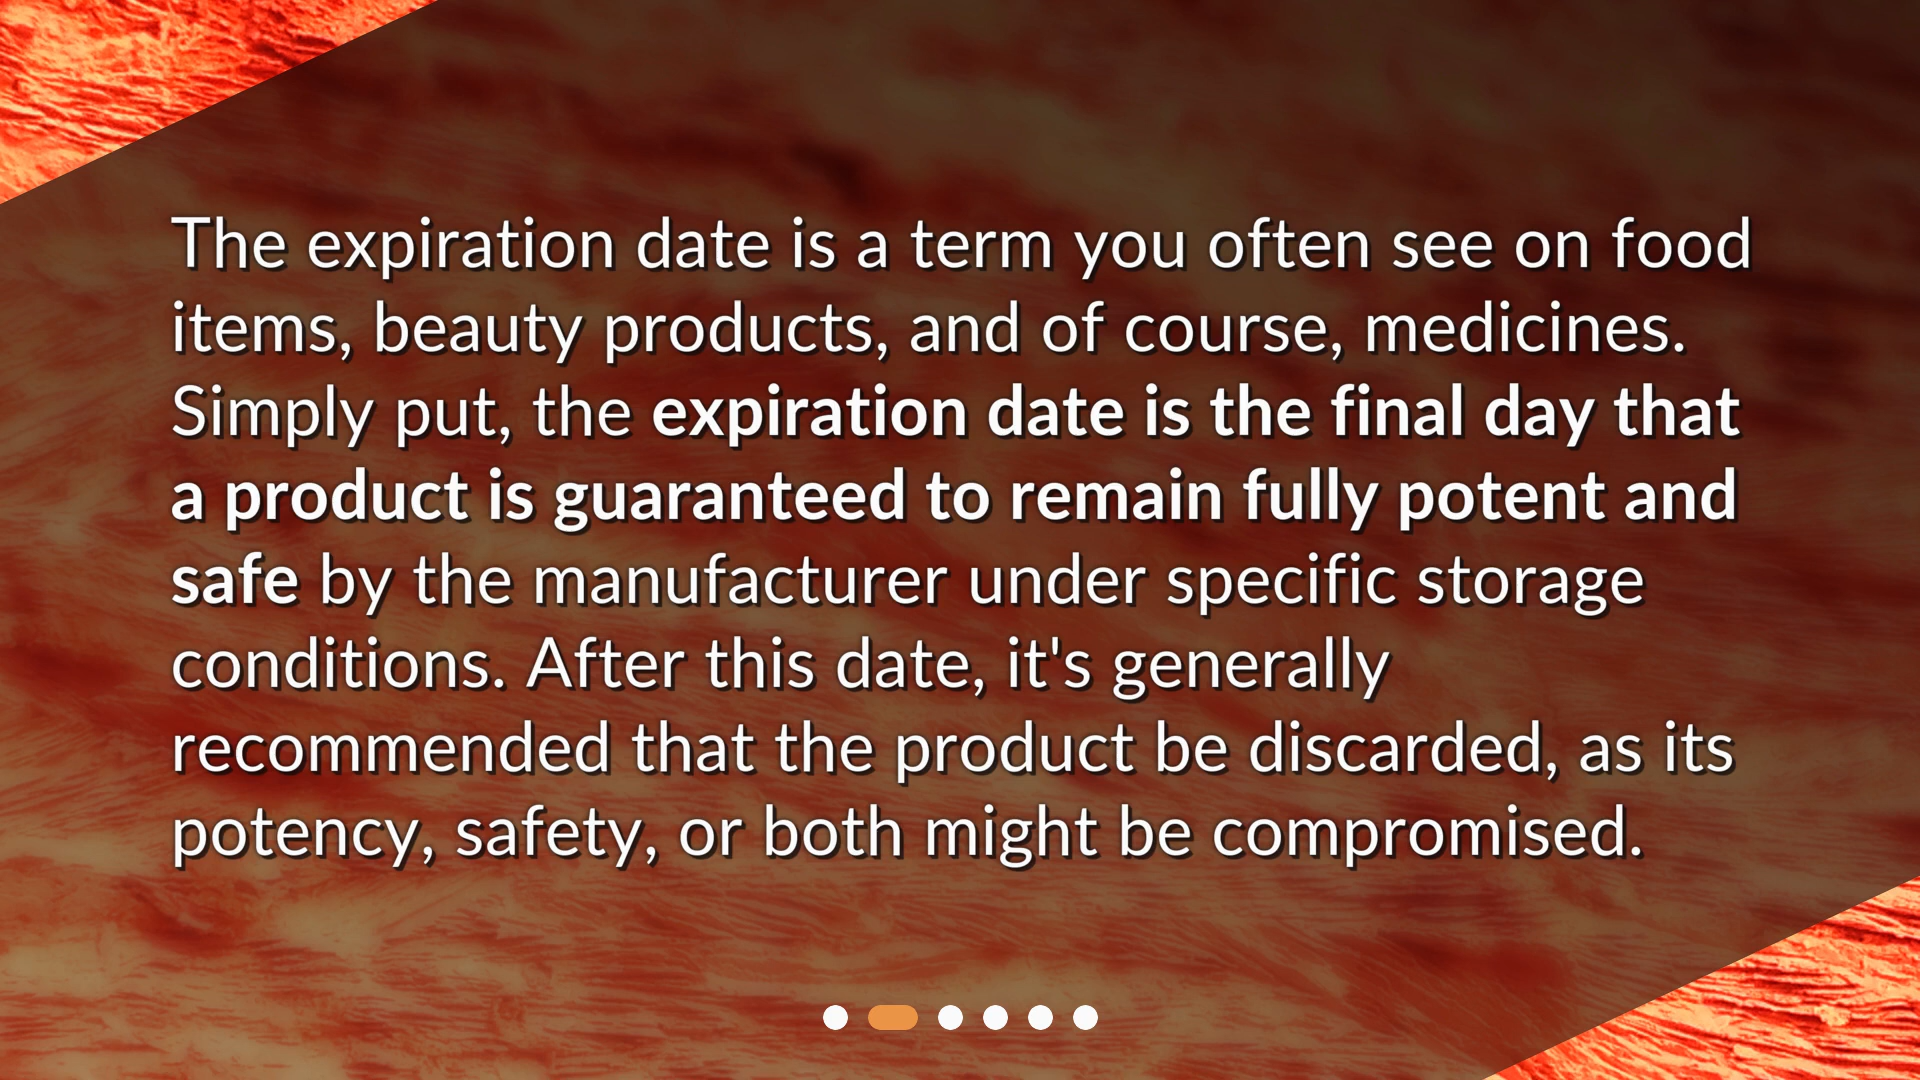 The expiration date is a term you often see on food
items, beauty products, and of course, medicines.
Simply put, the expiration date is the final day that
a product is guaranteed to remain fully potent and
safe by the manufacturer under specific storage
conditions. After this date, it's generally
recommended that the product be discarded, as its
potency, safety, or both might be compromised.